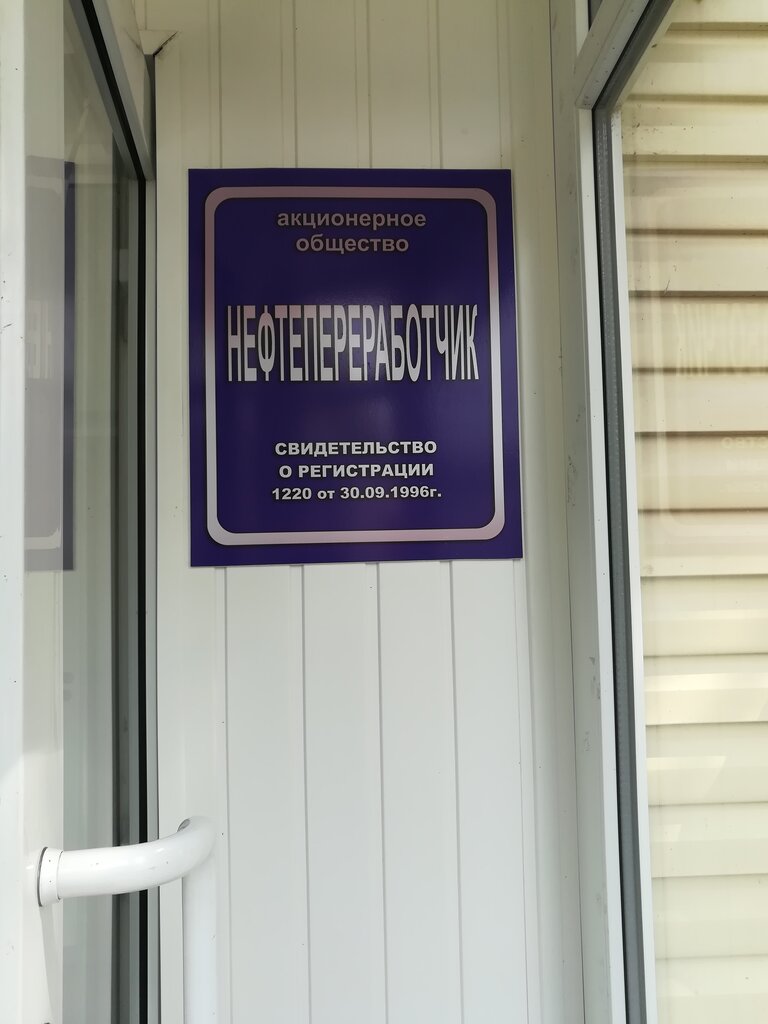 акционерное
общество
НЕФТЕПЕРЕРАБОТЧИК
СВИДЕТЕЛЬСТВО
О РЕГИСТРАЦИИ
1220 от 30.09.1996г.